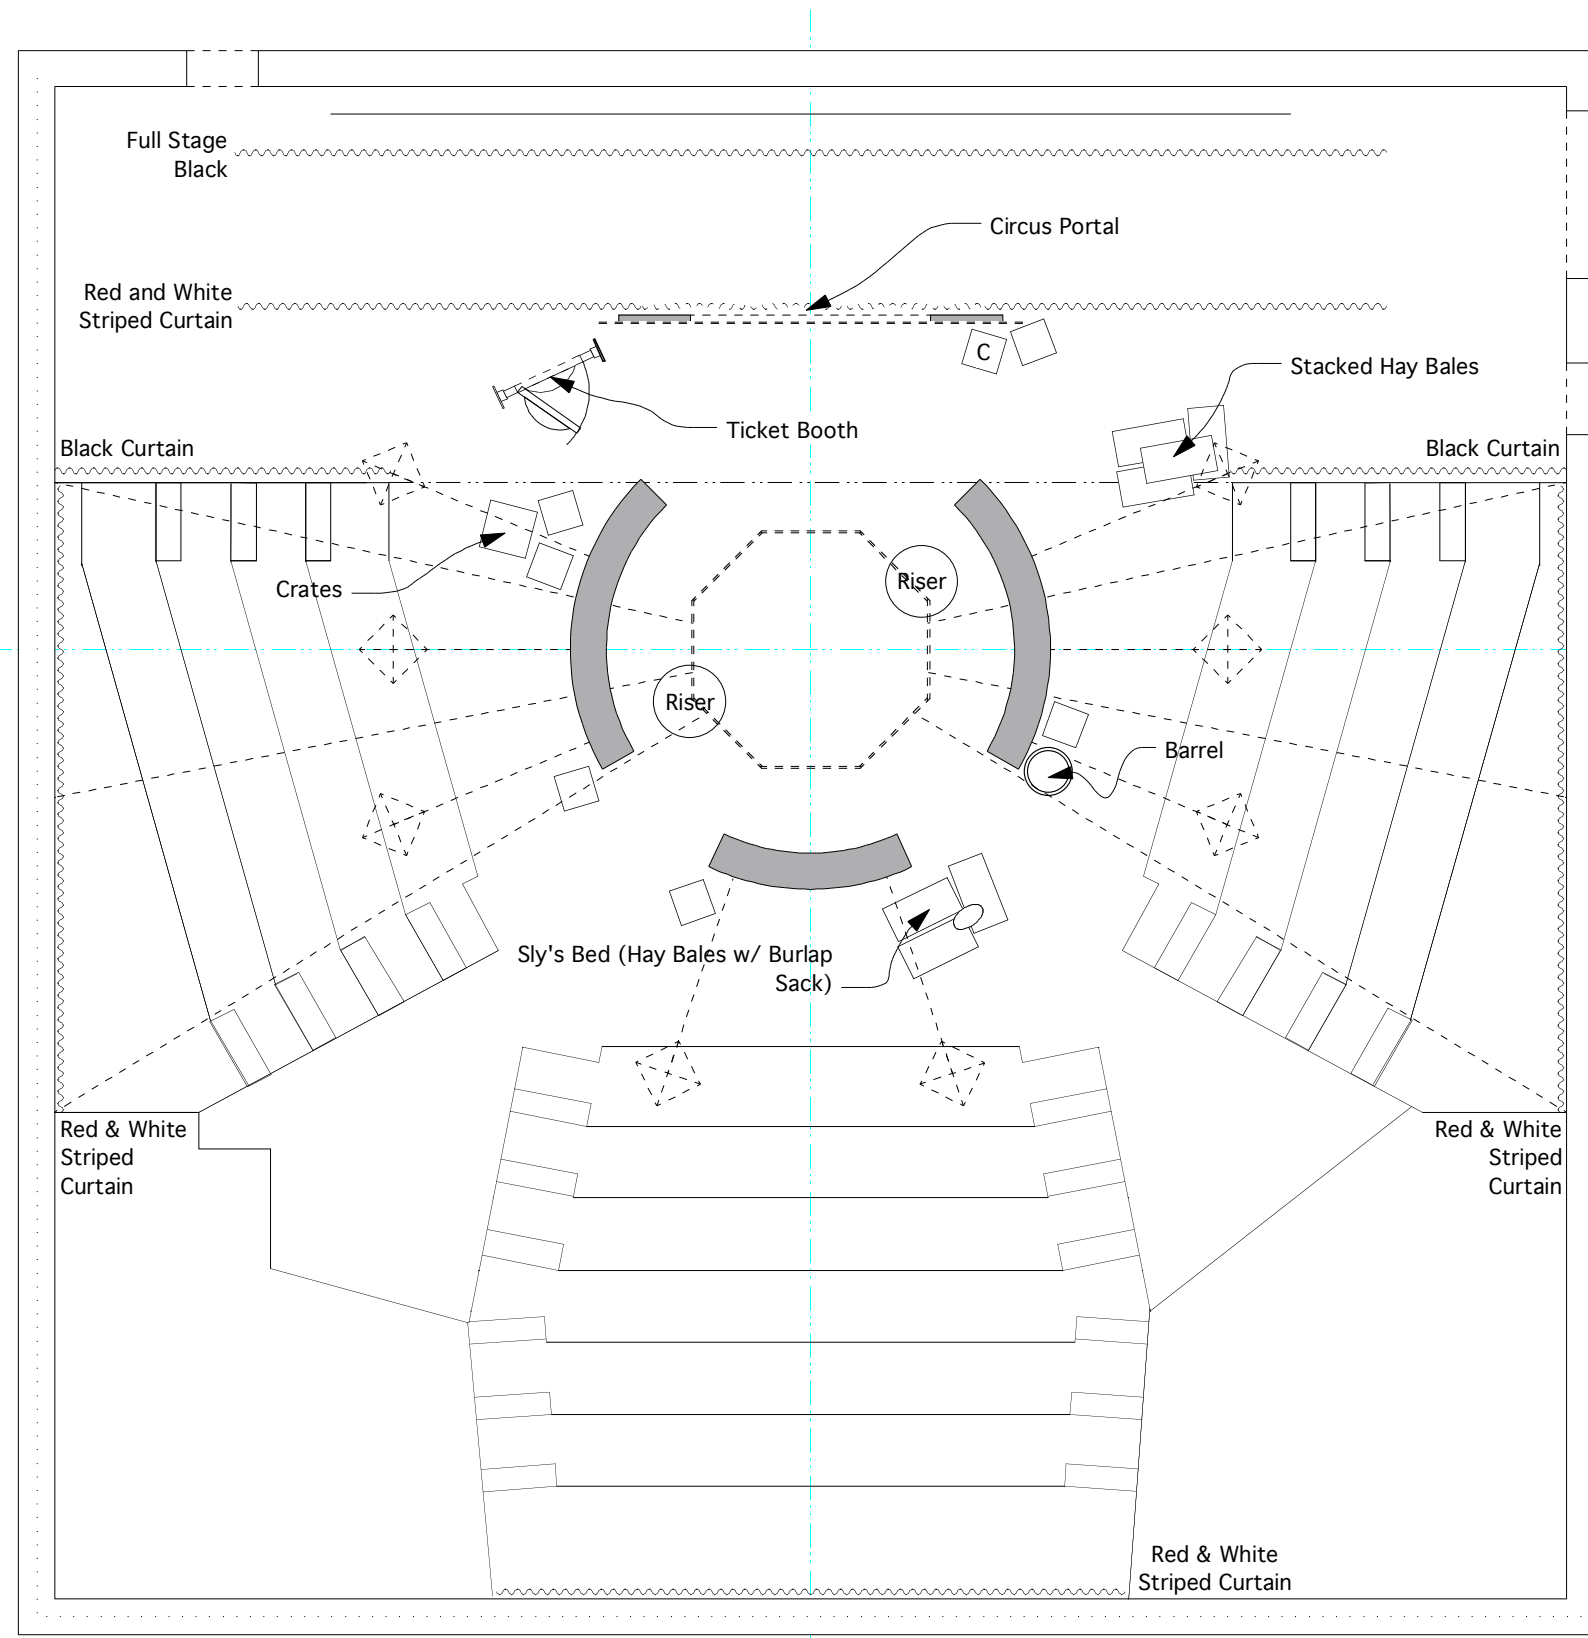 Full Stage
Black
Circus Portal
Red and White
Striped Curtain
C
Stacked Hay Bales
Ticket Booth
Black Curtain
Black Curtain
Riser
Crates
Riser
Barrel
Sly's Bed (Hay Bales w/ Burlap
Sack)
Red & White
Striped
Curtain
Red & White
Striped
Curtain
Red & White
Striped Curtain